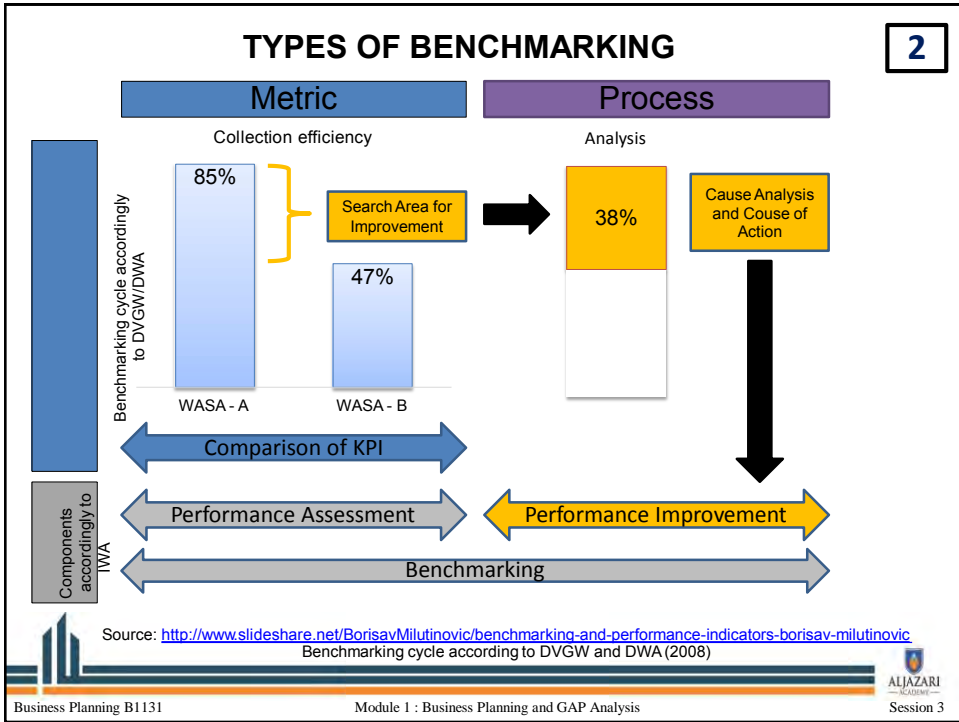 TYPES OF BENCHMARKING
2
Metric
Process
Collection efficiency
Analysis
Benchmarking cycle accordingly
to DVGW/DWA
85%
Search Area for
Improvement
47%
38%
Cause Analysis
and Couse of
Action
WASA - A
WASA - B
Comparison of KPI
Components
accordingly to
IWA
Performance Assessment
Performance Improvement
Benchmarking
Source: http://www.slideshare.net/BorisavMilutinovic/benchmarking-and-performance-indicators-borisav-milutinovic
Benchmarking cycle according to DVGW and DWA (2008)
ALJAZARI
ACADEMY
Business Planning B1131
Module 1 : Business Planning and GAP Analysis
Session 3